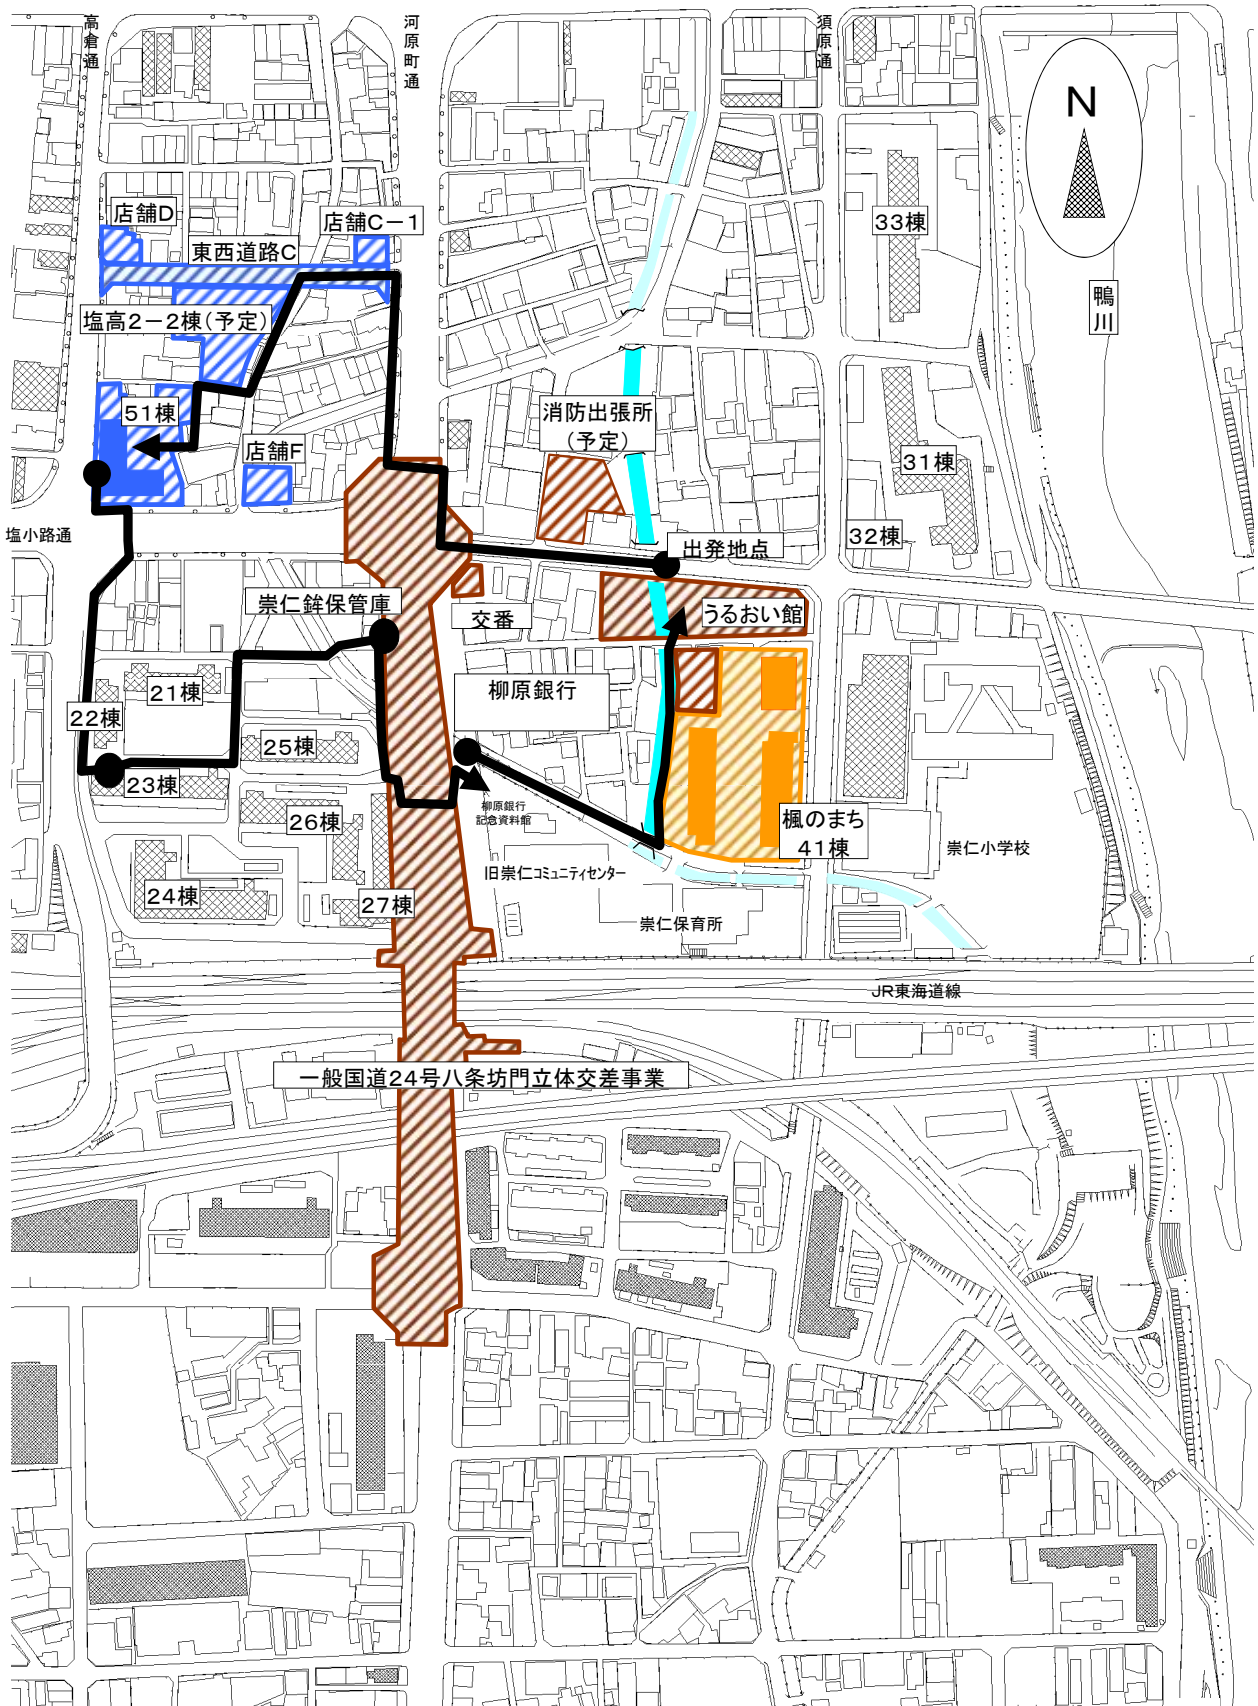 高倉通
河原町通
須原通
N
店舗D
店舗C－1
33棟
東西道路C
鴨川
塩高2－2棟(予定)
51棟
消防出張所
(予定)
店舗F
31棟
塩小路通
32棟
出発地点
崇仁鉾保管庫
交番
うるおい館
21棟
柳原銀行
22棟
25棟
23棟
柳原銀行
記念資料館
26棟
楓のまち
41棟
崇仁小学校
旧崇仁コミュニティセンター
24棟
27棟
崇仁保育所
JR東海道線
一般国道24号八条坊門立体交差事業